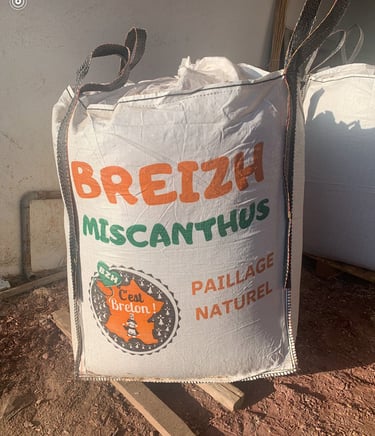 BREIZH
MISCANTHUS
BZH
C'est
Breton !
PAILLAGE
NATUREL